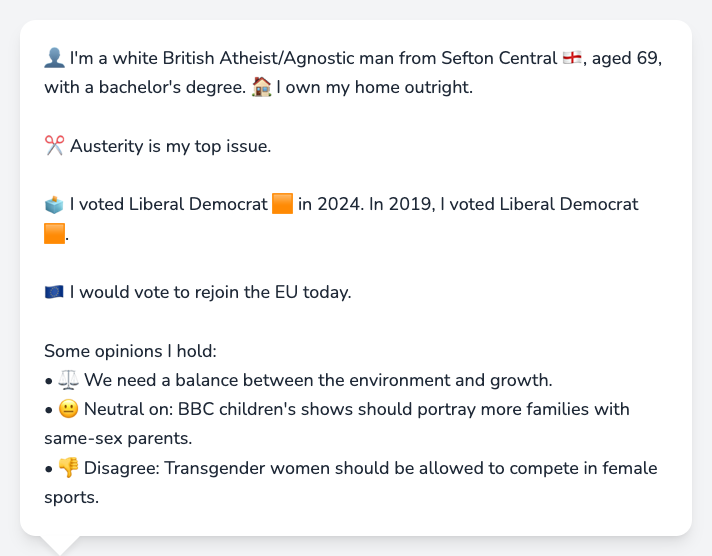 👤 I'm a white British Atheist/Agnostic man from Sefton Central 🏴󠁧󠁢󠁥󠁮󠁧󠁿, aged 69,
with a bachelor's degree. 🏠 I own my home outright.
✂️ Austerity is my top issue.
🗳️ I voted Liberal Democrat 🟧 in 2024. In 2019, I voted Liberal Democrat
🟧.
🇪🇺 I would vote to rejoin the EU today.
Some opinions I hold:
• ⚖️ We need a balance between the environment and growth.
• 😐 Neutral on: BBC children's shows should portray more families with
same-sex parents.
• 👎 Disagree: Transgender women should be allowed to compete in female
sports.